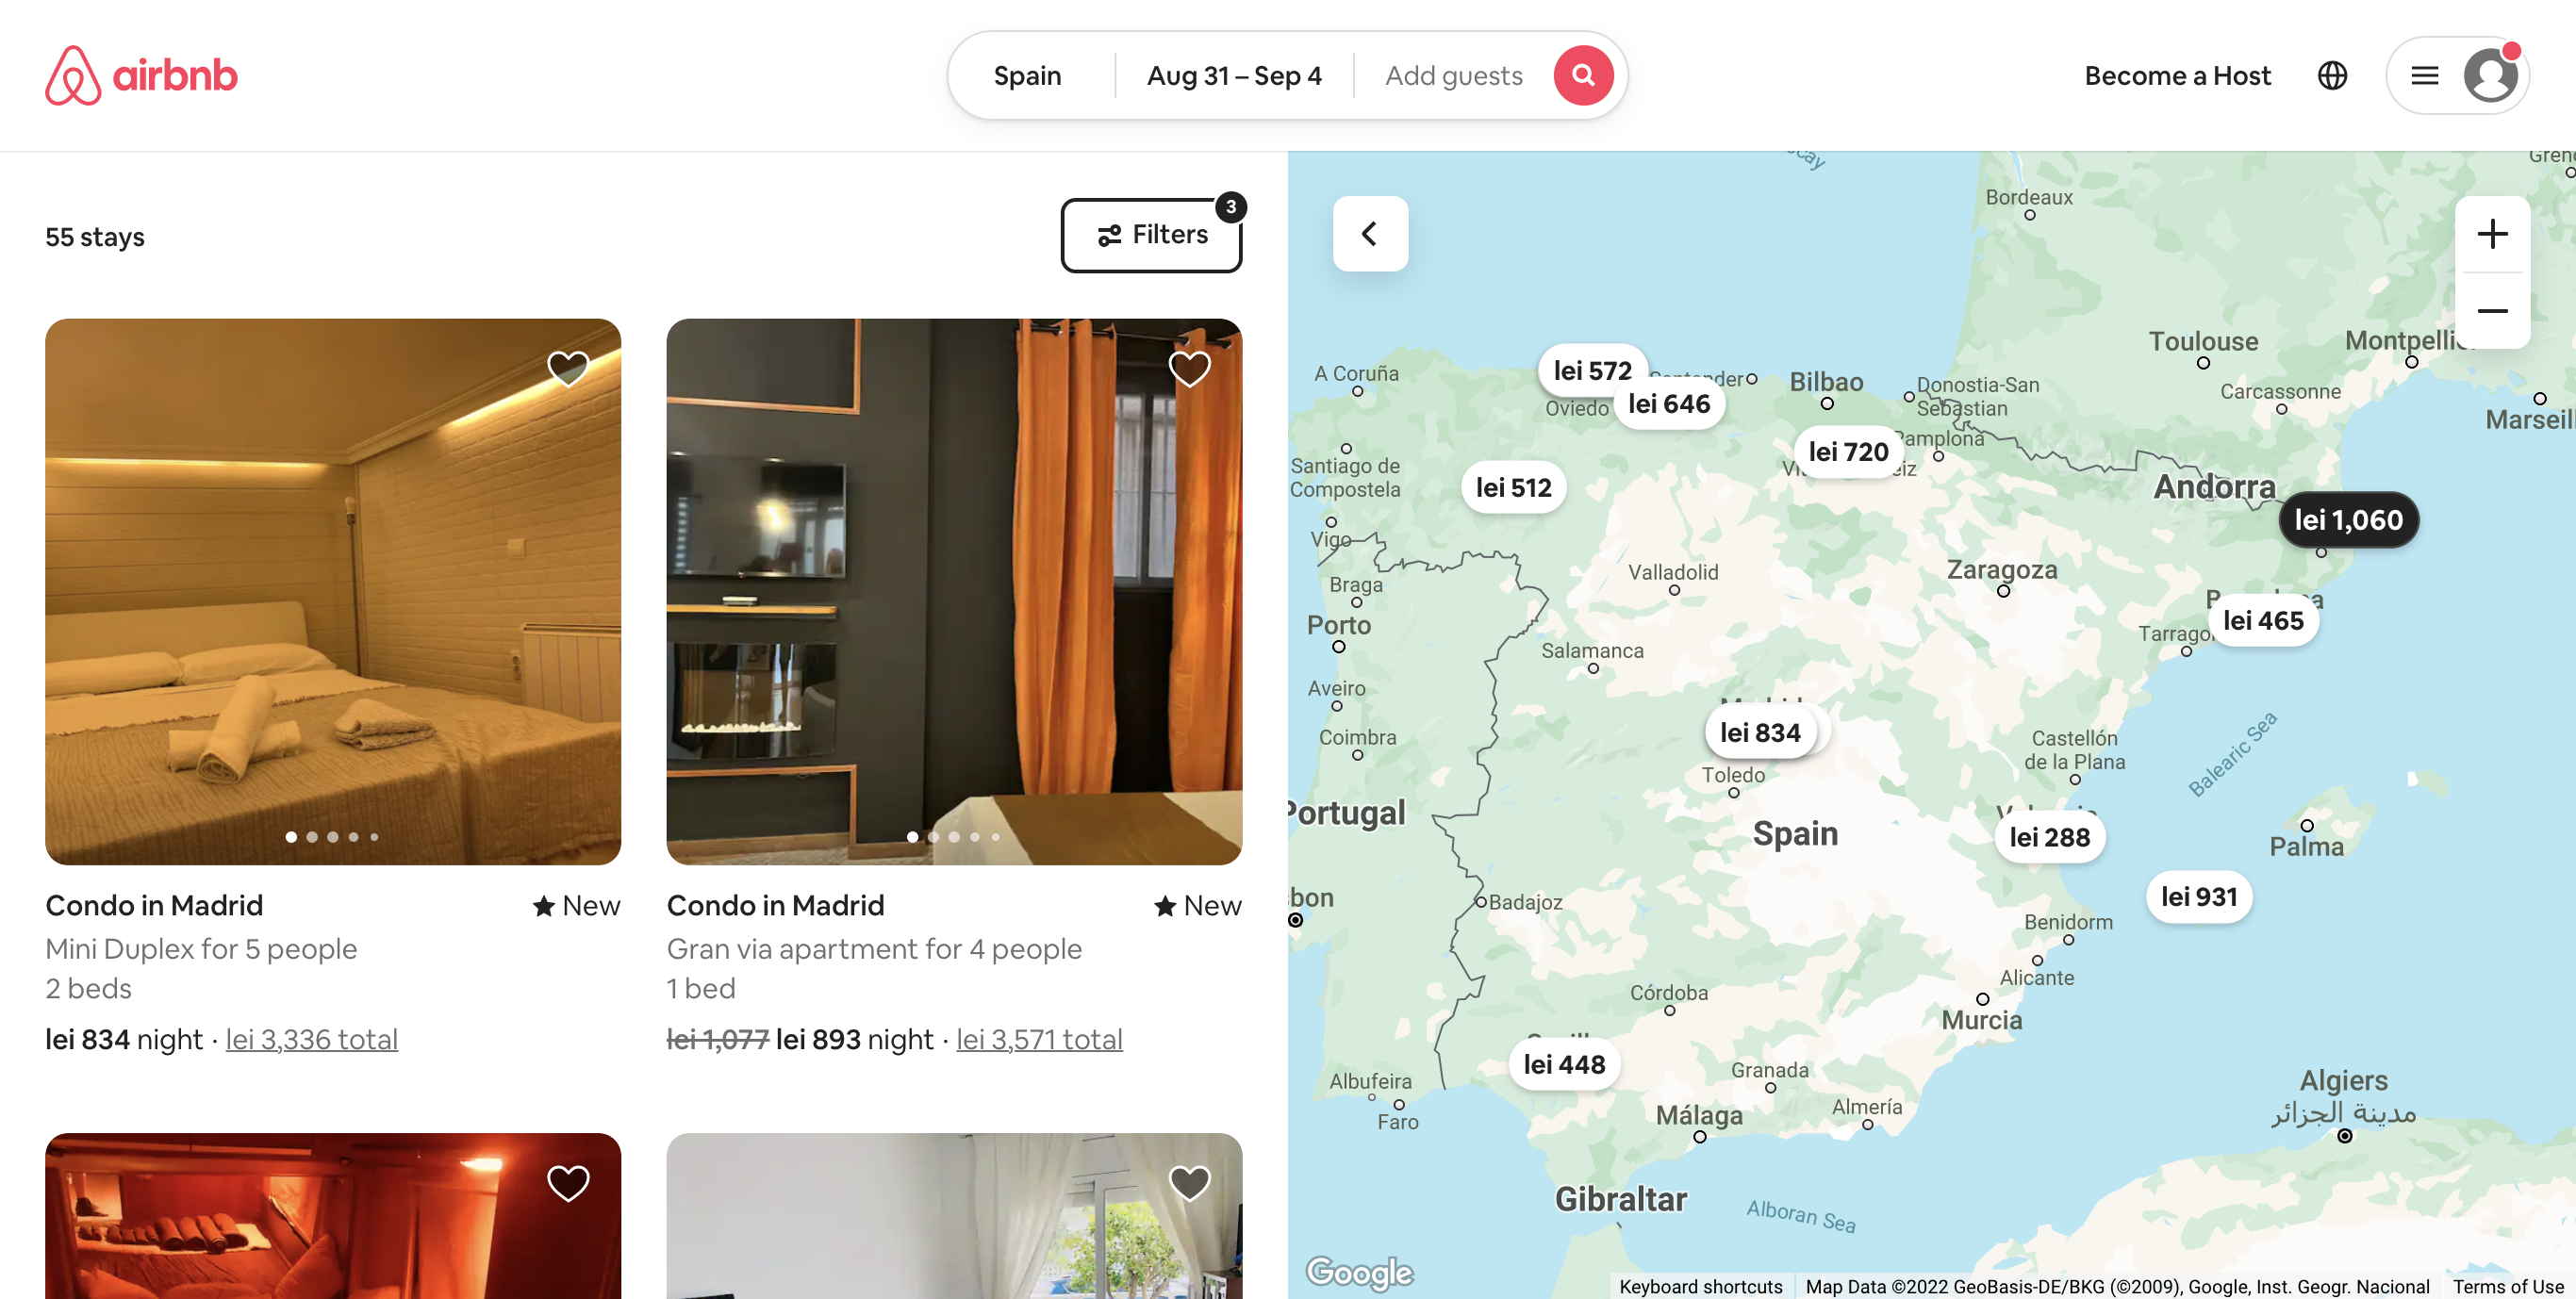 airbnb
Spain
Aug 31 – Sep 4
Add guests
Become a Host
55 stays
Filters
3
Condo in Madrid
New
Mini Duplex for 5 people
2 beds
lei 834 night · lei 3,336 total
Condo in Madrid
New
Gran via apartment for 4 people
1 bed
lei 1,077 lei 893 night · lei 3,571 total
Bordeaux
Toulouse
Carcassonne
A Coruña
lei 572
Oviedo
lei 646
Bilbao
Donostia-San
Sebastian
Pamplona
lei 720
Santiago de
Compostela
lei 512
Andorra
lei 1,060
Vigo
Braga
Porto
Valladolid
Zaragoza
lei 465
Salamanca
Aveiro
Coimbra
lei 834
Toledo
Castellón
de la Plana
Balearic Sea
Portugal
Spain
lei 288
Palma
lei 931
Badajoz
Benidorm
Alicante
Córdoba
Murcia
lei 448
Granada
Albufeira
Faro
Málaga
Almería
Algiers
مدينة الجزائر
Gibraltar
Alboran Sea
Google
Keyboard shortcuts
Map Data ©2022 GeoBasis-DE/BKG (©2009), Google, Inst. Geogr. Nacional
Terms of Use